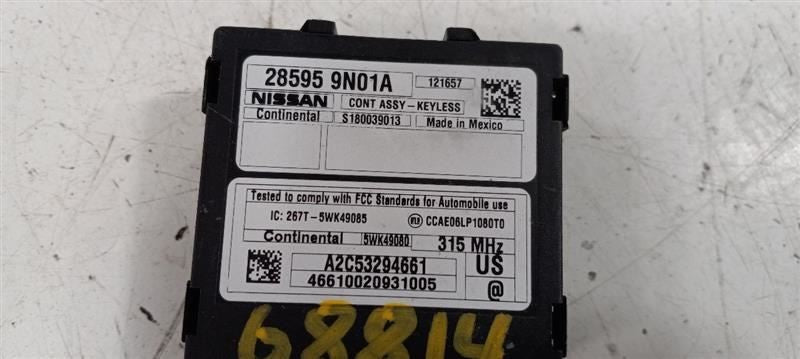 28595 9N01A 121657
NISSAN CONT ASSY-KEYLESS
Continental S180039013 Made in Mexico
Tested to comply with FCC Standards for Automobile use
IC: 267T-5WK49085 CCAE06LP1080T0
Continental 5WK49080 315 MHz
A2C53294661 US
46610020931005 @
68814